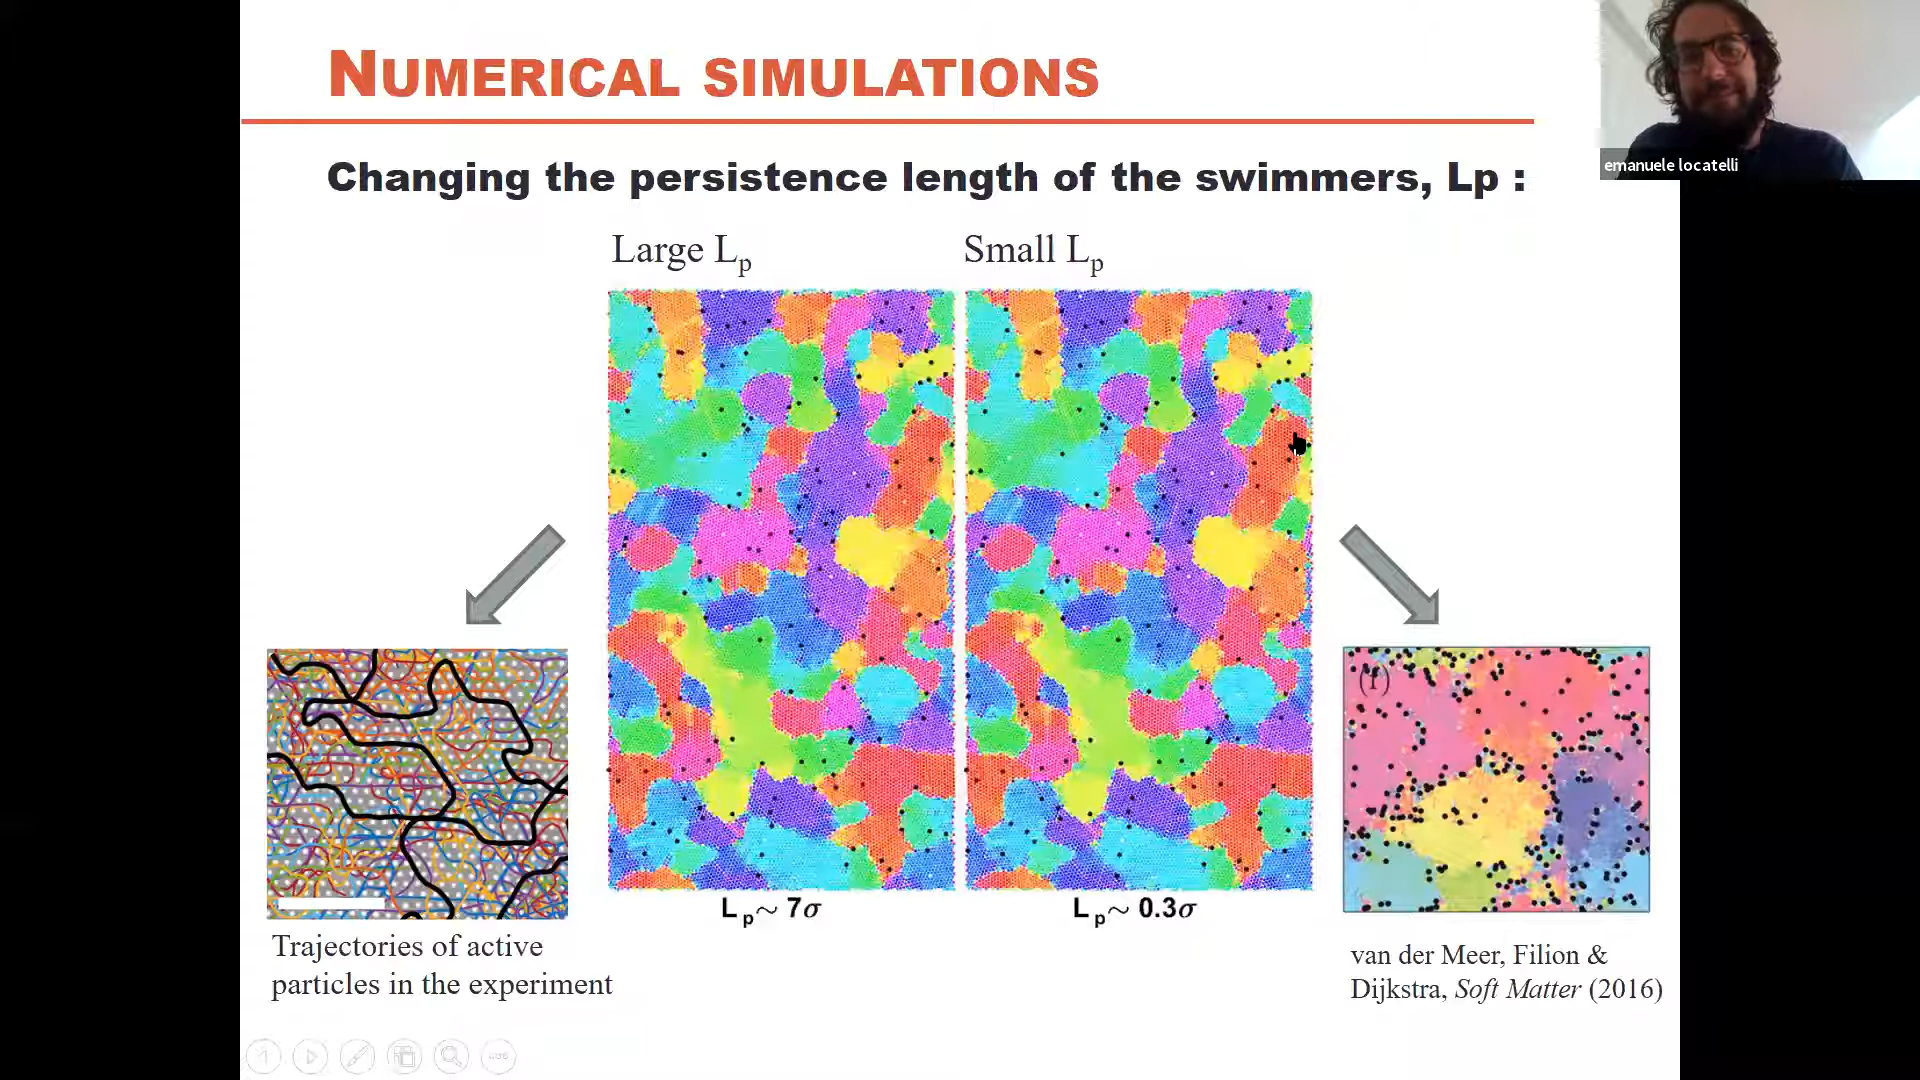 NUMERICAL SIMULATIONS
emanuele locatelli
Changing the persistence length of the swimmers, Lp :
Large Lp
Small Lp
(f)
Lp~ 7σ
Lp~ 0.3σ
Trajectories of active
particles in the experiment
van der Meer, Filion &
Dijkstra, Soft Matter (2016)